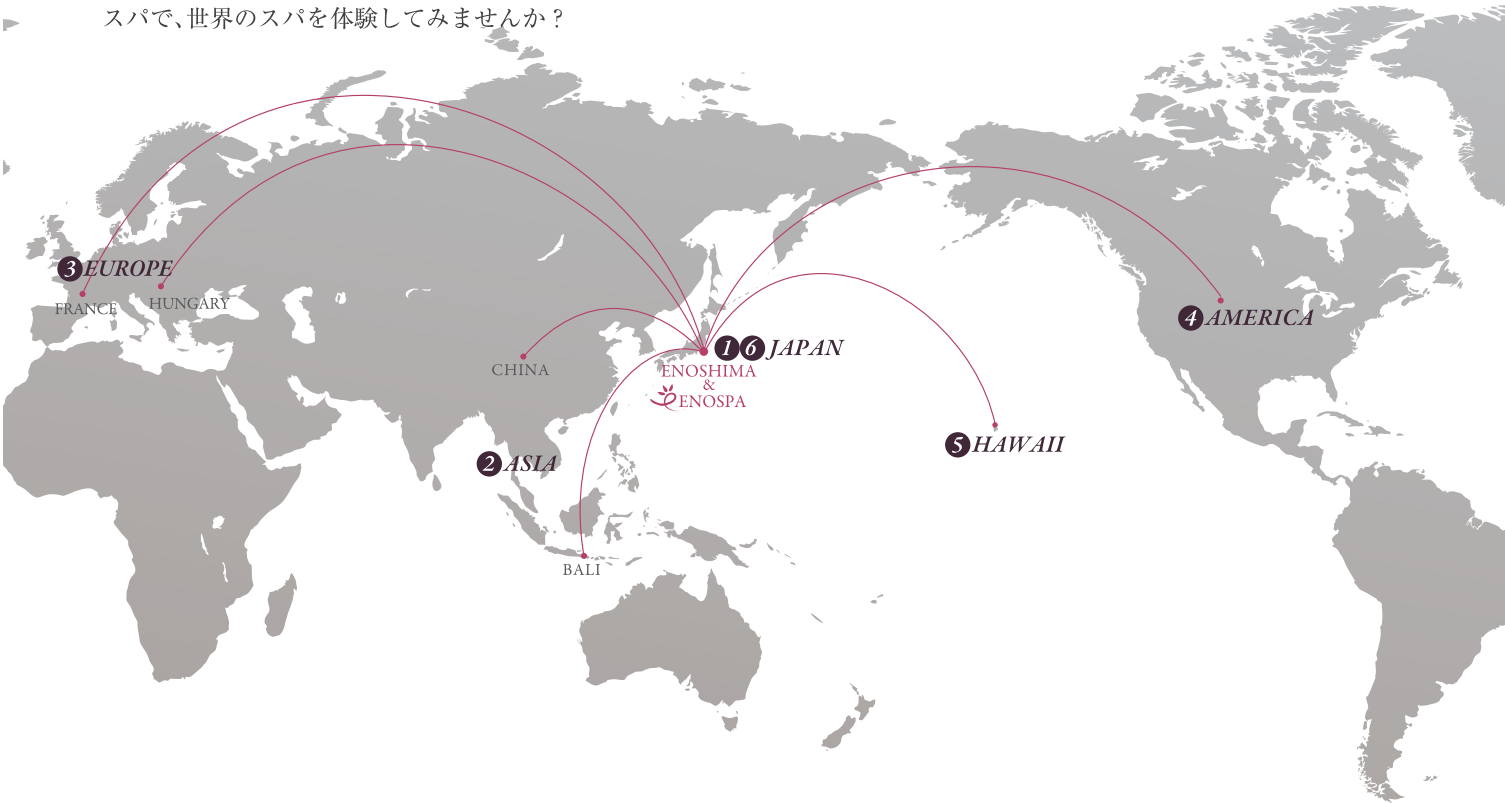 スパで、世界のスパを体験してみませんか？
3 EUROPE
FRANCE
HUNGARY
4 AMERICA
1 6 JAPAN
CHINA
ENOSHIMA
&
ENOSPA
5 HAWAII
2 ASIA
BALI